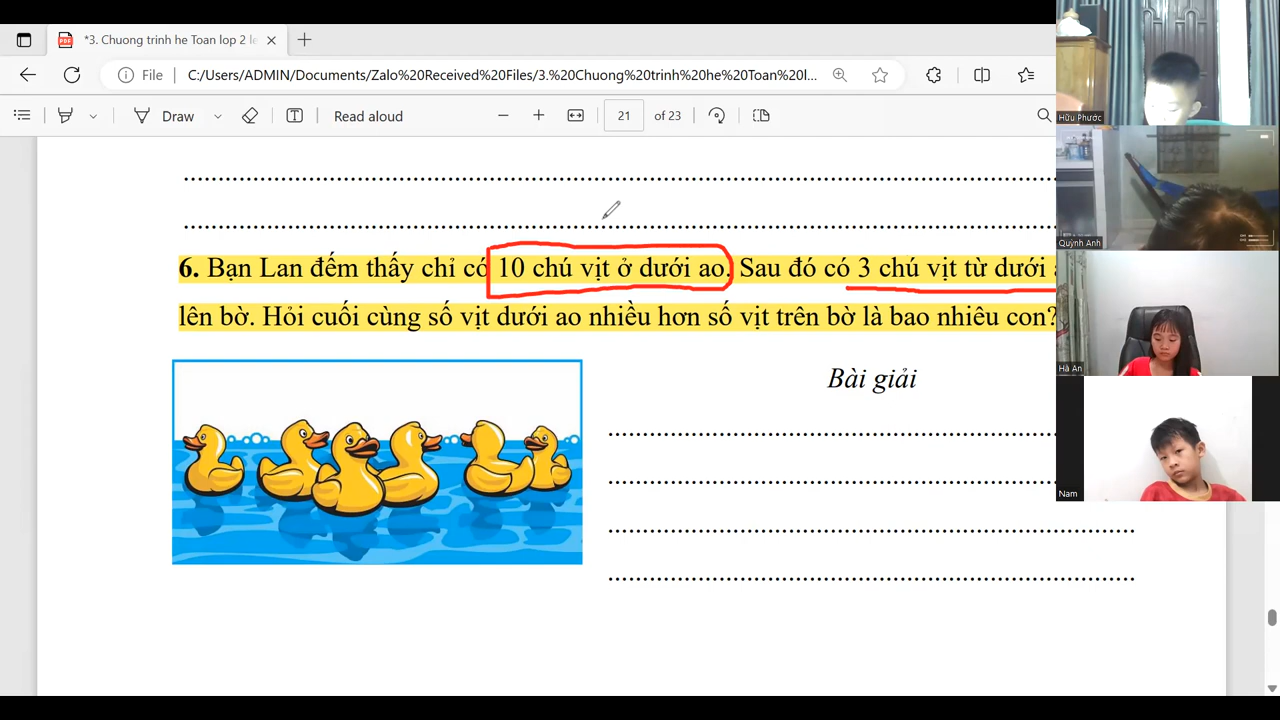 *3. Chuong trinh he Toan lop 2 le
File
C:/Users/ADMIN/Documents/Zalo%20Received%20Files/3.%20Chuong%20trinh%20he%20Toan%20l...
Draw
Read aloud
21
of 23
6. Bạn Lan đếm thấy chỉ có 10 chú vịt ở dưới ao. Sau đó có 3 chú vịt từ dưới
lên bờ. Hỏi cuối cùng số vịt dưới ao nhiều hơn số vịt trên bờ là bao nhiêu con?
Bài giải
Hữu Phước
Quỳnh Anh
Hà An
Nam